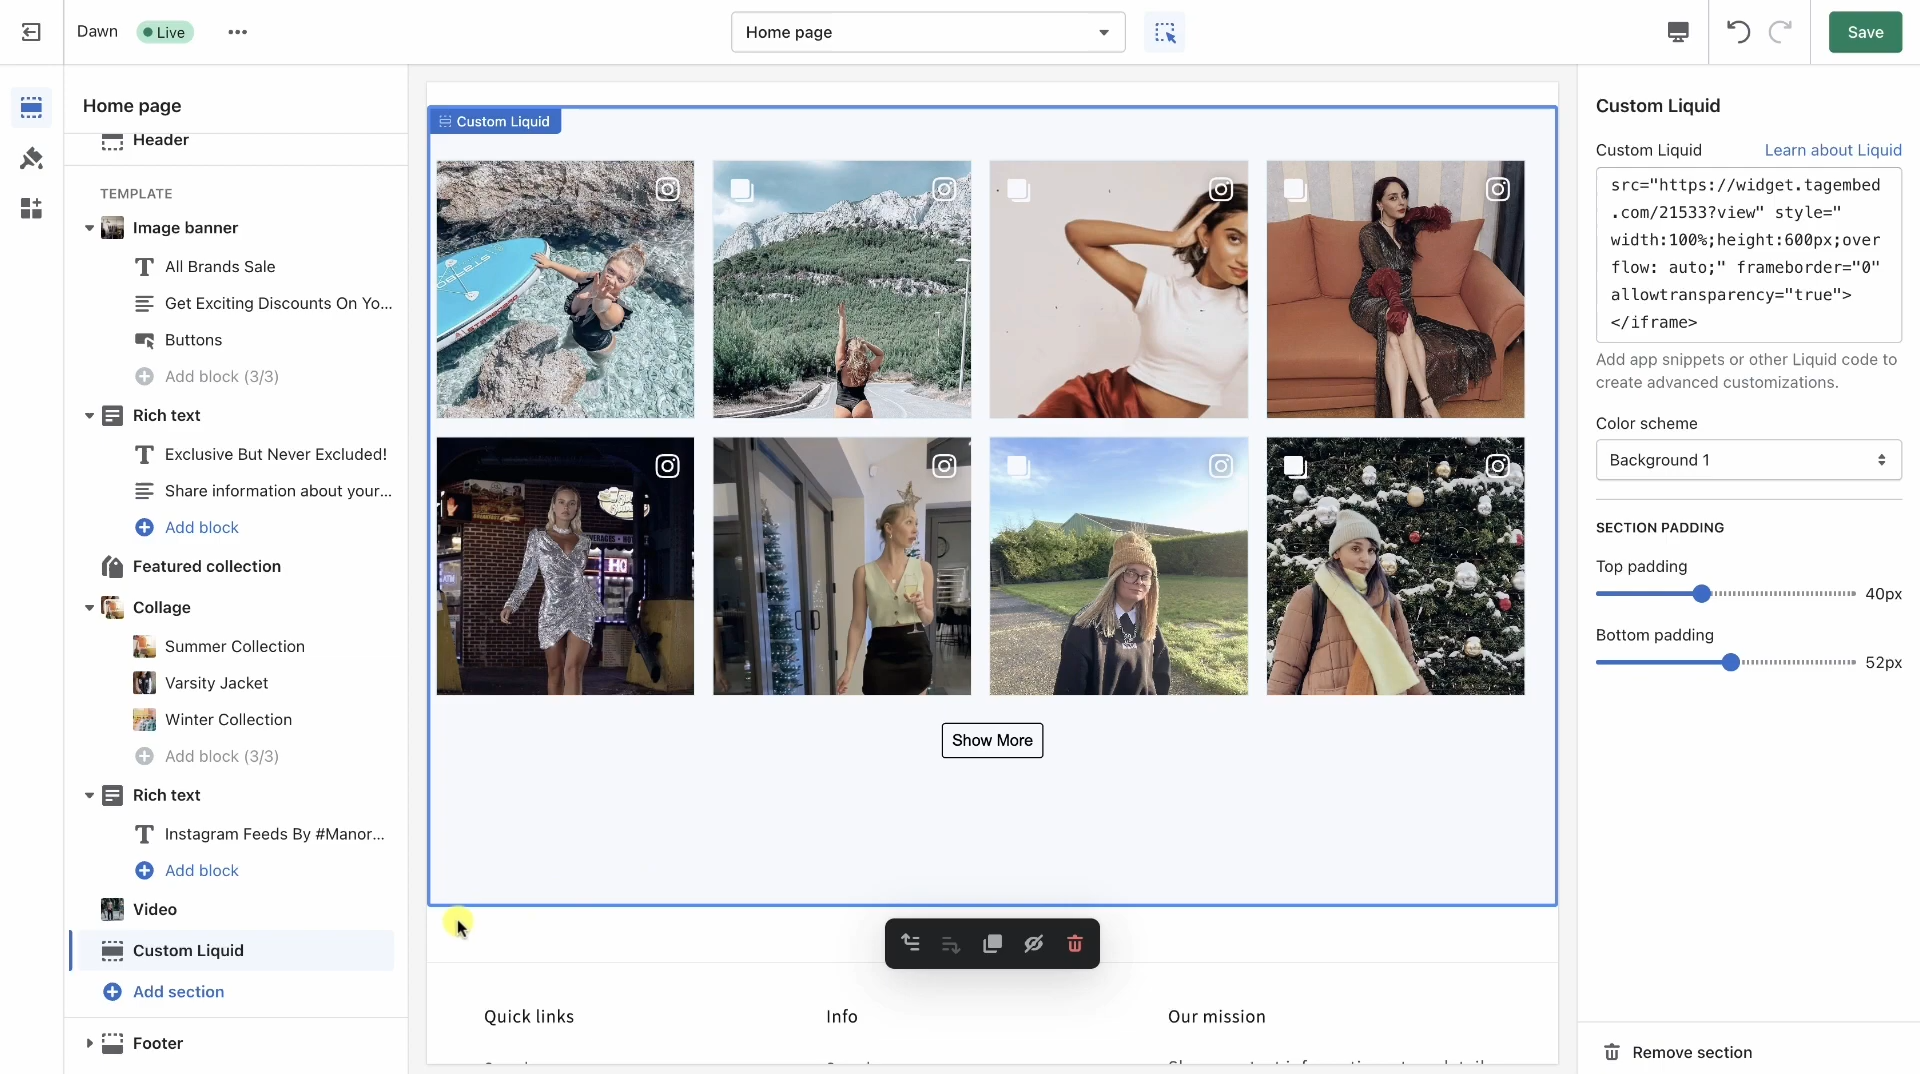 Dawn
Live
Home page
Save
Home page
Header
TEMPLATE
Image banner
All Brands Sale
Get Exciting Discounts On Yo...
Buttons
Add block (3/3)
Rich text
Exclusive But Never Excluded!
Share information about your...
Add block
Featured collection
Collage
Summer Collection
Varsity Jacket
Winter Collection
Add block (3/3)
Rich text
Instagram Feeds By #Manor...
Add block
Video
Custom Liquid
Add section
Footer
Custom Liquid
Show More
Quick links
Info
Our mission
Custom Liquid
Custom Liquid
Learn about Liquid
src="https://widget.tagembed
.com/21533?view" style="
width:100%;height:600px;over
flow: auto;" frameborder="0"
allowtransparency="true">
</iframe>
Add app snippets or other Liquid code to
create advanced customizations.
Color scheme
Background 1
SECTION PADDING
Top padding
40px
Bottom padding
52px
Remove section